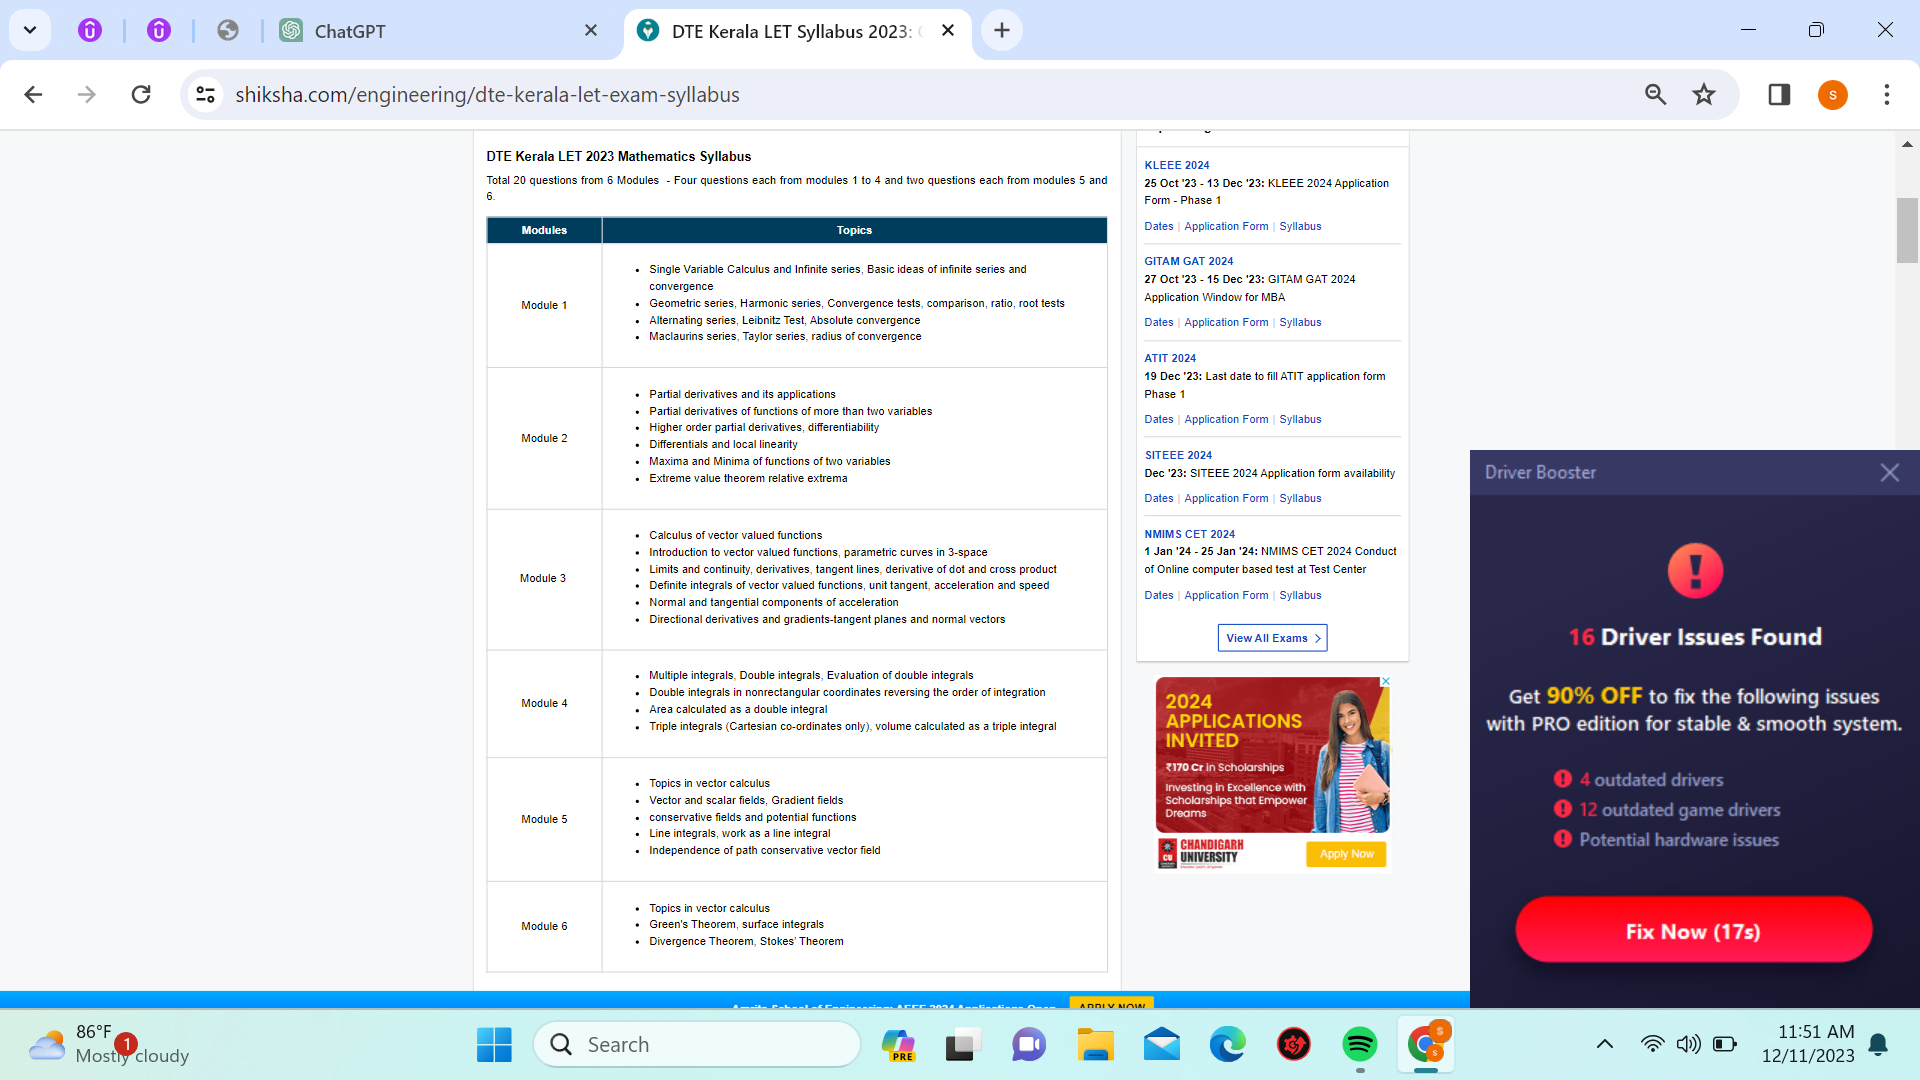 ChatGPT
DTE Kerala LET Syllabus 2023:
shiksha.com/engineering/dte-kerala-let-exam-syllabus
S
DTE Kerala LET 2023 Mathematics Syllabus
Total 20 questions from 6 Modules - Four questions each from modules 1 to 4 and two questions each from modules 5 and
6.
Modules
Topics
Module 1
Single Variable Calculus and Infinite series, Basic ideas of infinite series and
convergence
Geometric series, Harmonic series, Convergence tests, comparison, ratio, root tests
Alternating series, Leibnitz Test, Absolute convergence
Maclaurins series, Taylor series, radius of convergence
Module 2
Partial derivatives and its applications
Partial derivatives of functions of more than two variables
Higher order partial derivatives, differentiability
Differentials and local linearity
Maxima and Minima of functions of two variables
Extreme value theorem relative extrema
Module 3
Calculus of vector valued functions
Introduction to vector valued functions, parametric curves in 3-space
Limits and continuity, derivatives, tangent lines, derivative of dot and cross product
Definite integrals of vector valued functions, unit tangent, acceleration and speed
Normal and tangential components of acceleration
Directional derivatives and gradients-tangent planes and normal vectors
Module 4
Multiple integrals, Double integrals, Evaluation of double integrals
Double integrals in nonrectangular coordinates reversing the order of integration
Area calculated as a double integral
Triple integrals (Cartesian co-ordinates only), volume calculated as a triple integral
Module 5
Topics in vector calculus
Vector and scalar fields, Gradient fields
conservative fields and potential functions
Line integrals, work as a line integral
Independence of path conservative vector field
Module 6
Topics in vector calculus
Green's Theorem, surface integrals
Divergence Theorem, Stokes' Theorem
KLEEE 2024
25 Oct '23 - 13 Dec '23: KLEEE 2024 Application
Form - Phase 1
Dates | Application Form | Syllabus
GITAM GAT 2024
27 Oct '23 - 15 Dec '23: GITAM GAT 2024
Application Window for MBA
Dates | Application Form | Syllabus
ATIT 2024
19 Dec '23: Last date to fill ATIT application form
Phase 1
Dates | Application Form | Syllabus
SITEEE 2024
Dec '23: SITEEE 2024 Application form availability
Dates | Application Form | Syllabus
NMIMS CET 2024
1 Jan '24 - 25 Jan '24: NMIMS CET 2024 Conduct
of Online computer based test at Test Center
Dates | Application Form | Syllabus
View All Exams
2024
APPLICATIONS
INVITED
₹170 Cr in Scholarships
Investing in Excellence with
Scholarships that Empower
Dreams
CU
CHANDIGARH
UNIVERSITY
Apply Now
Driver Booster
16 Driver Issues Found
Get 90% OFF to fix the following issues
with PRO edition for stable & smooth system.
4 outdated drivers
12 outdated game drivers
Potential hardware issues
Fix Now (17s)
Amrita School of Engineering: AEEE 2024 Applications Open
APPLY NOW
86°F
1
Mostly cloudy
Search
PRE
S
S
11:51 AM
12/11/2023